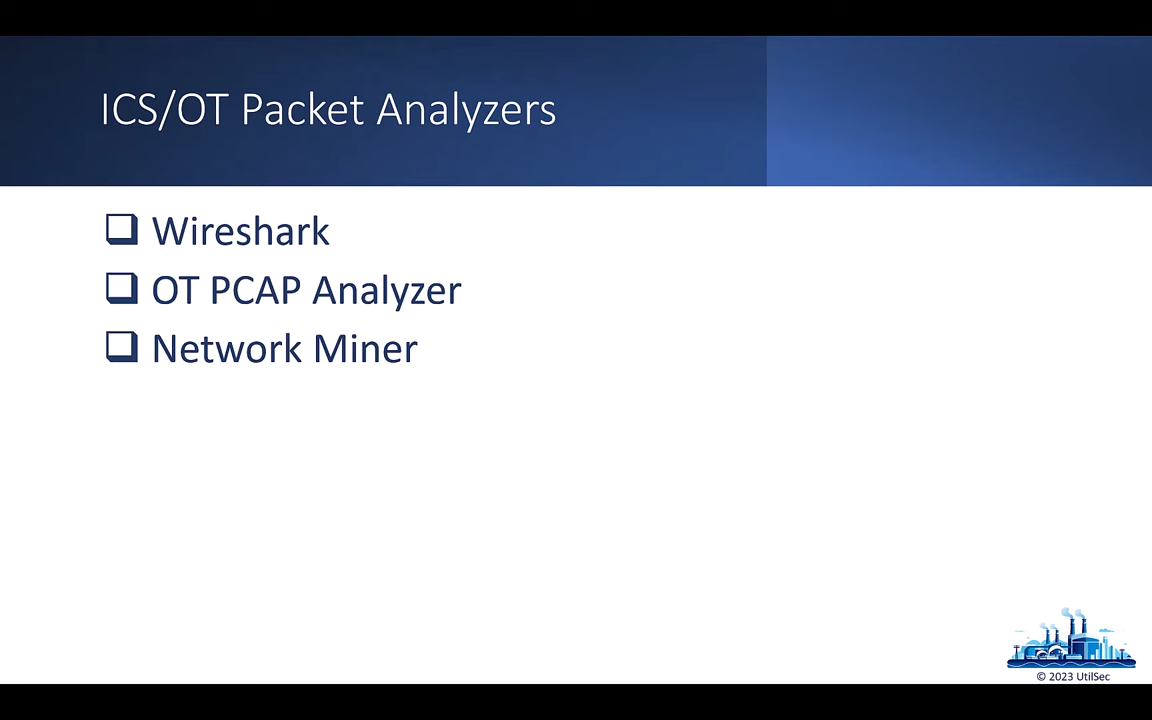 ICS/OT Packet Analyzers
Wireshark
OT PCAP Analyzer
Network Miner
© 2023 UtilSec